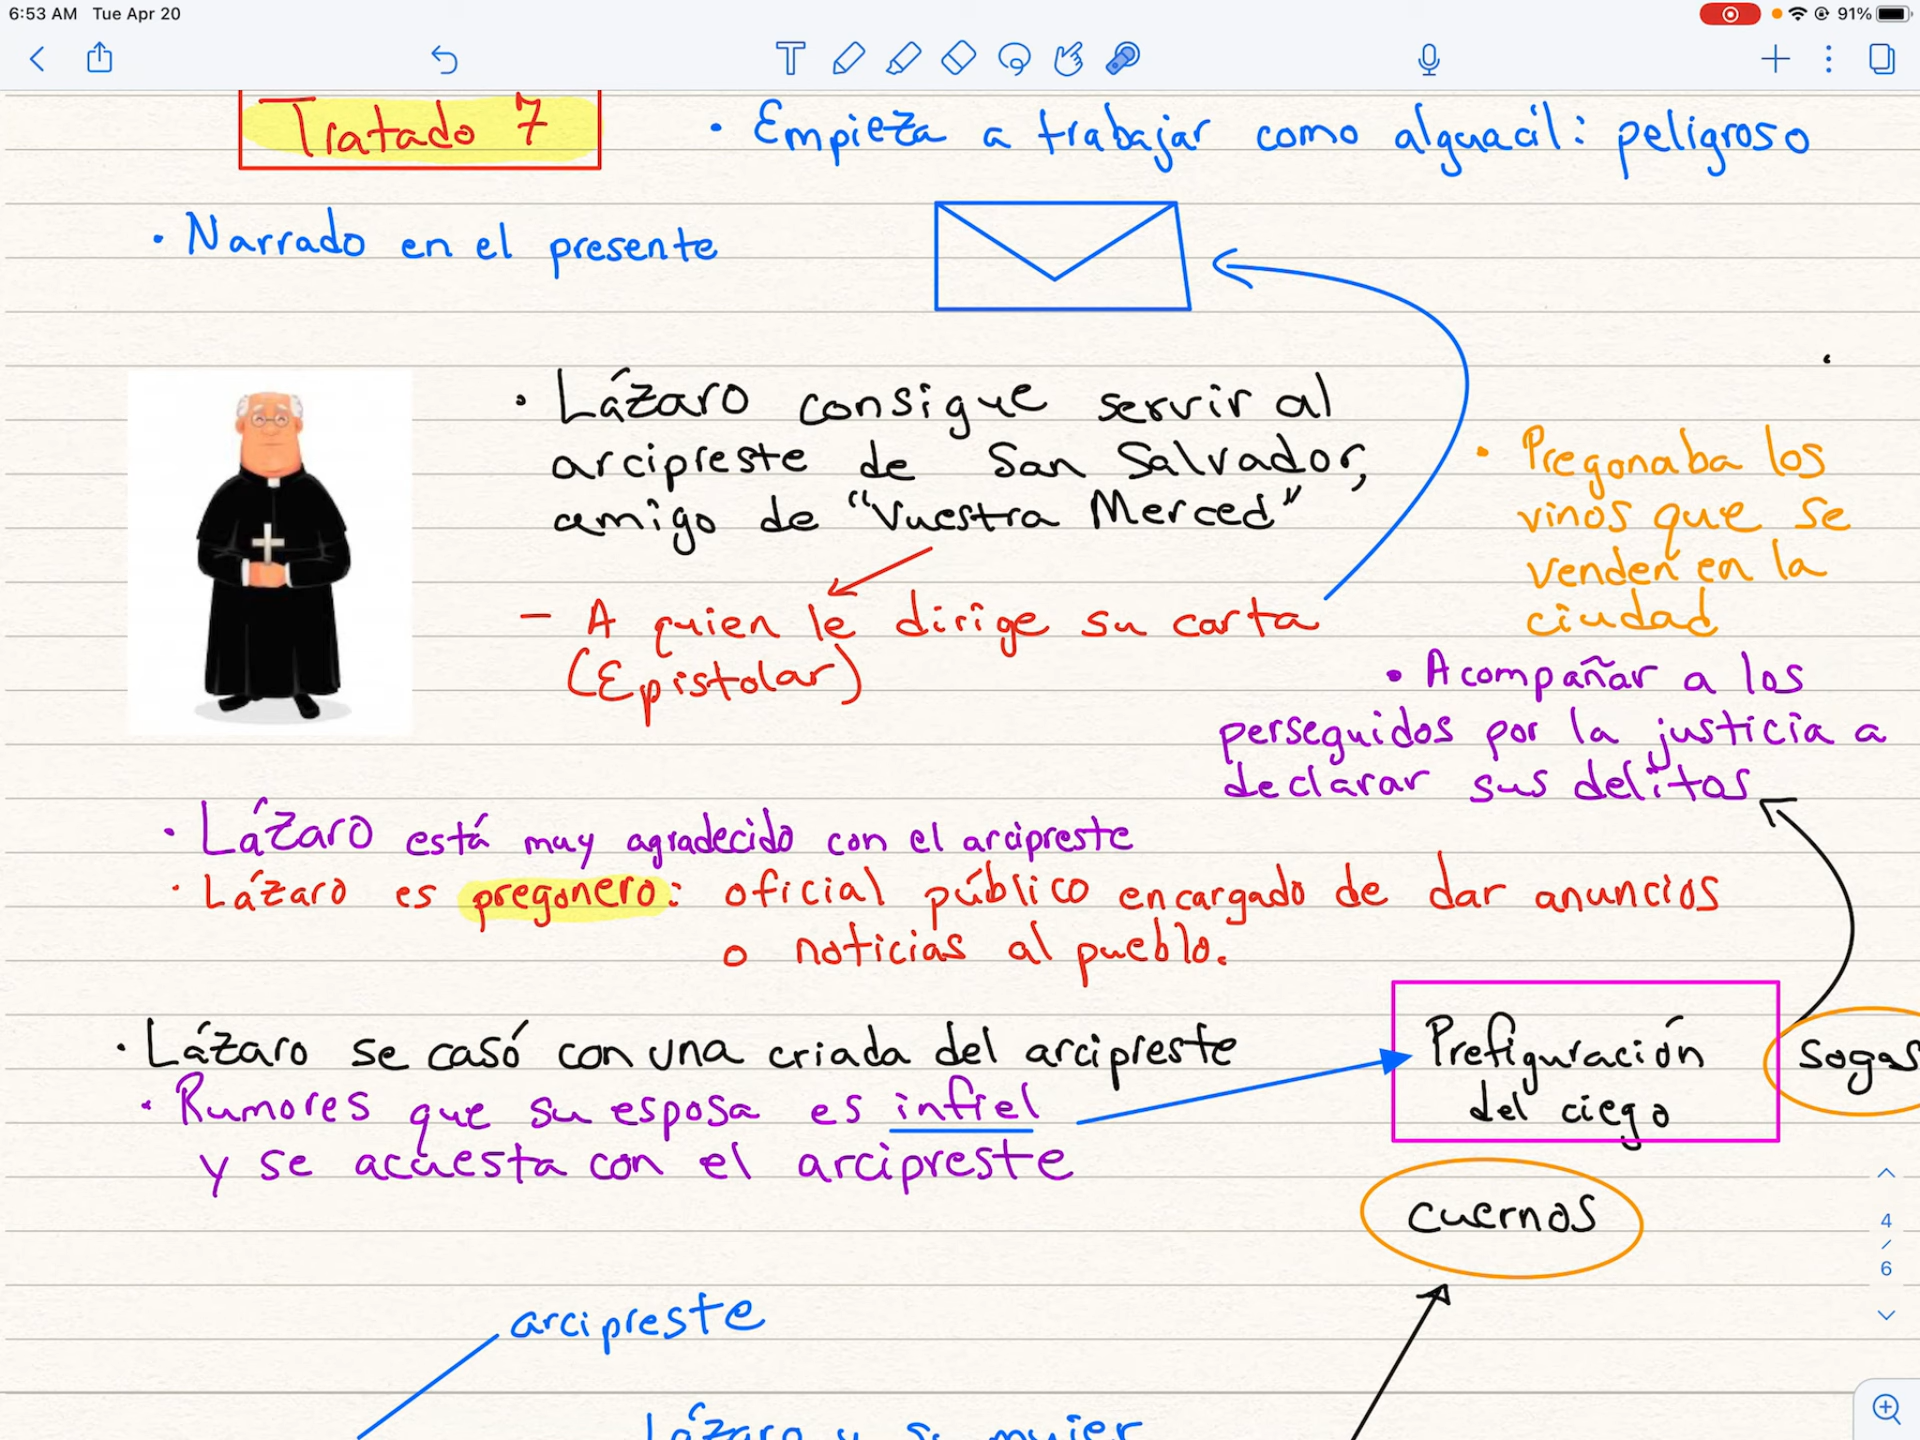 6:53 AM Tue Apr 20
91%
Tratado 7
• Empieza a trabajar como alguacil: peligroso
• Narrado en el presente
• Lázaro consigue servir al
arcipreste de San Salvador,
amigo de "Vuestra Merced"
- A quien le dirige su carta
(Epistolar)
• Pregonaba los
vinos que se
venden en la
ciudad
• Acompañar a los
perseguidos por la justicia a
declarar sus delitos
• Lázaro está muy agradecido con el arcipreste
• Lázaro es pregonero: oficial público encargado de dar anuncios
o noticias al pueblo.
• Lázaro se casó con una criada del arcipreste
• Rumores que su esposa es infiel
y se acuesta con el arcipreste
Prefiguración
del ciego
sogas
cuernos
4
/
6
arcipreste
Lázaro y su mujer